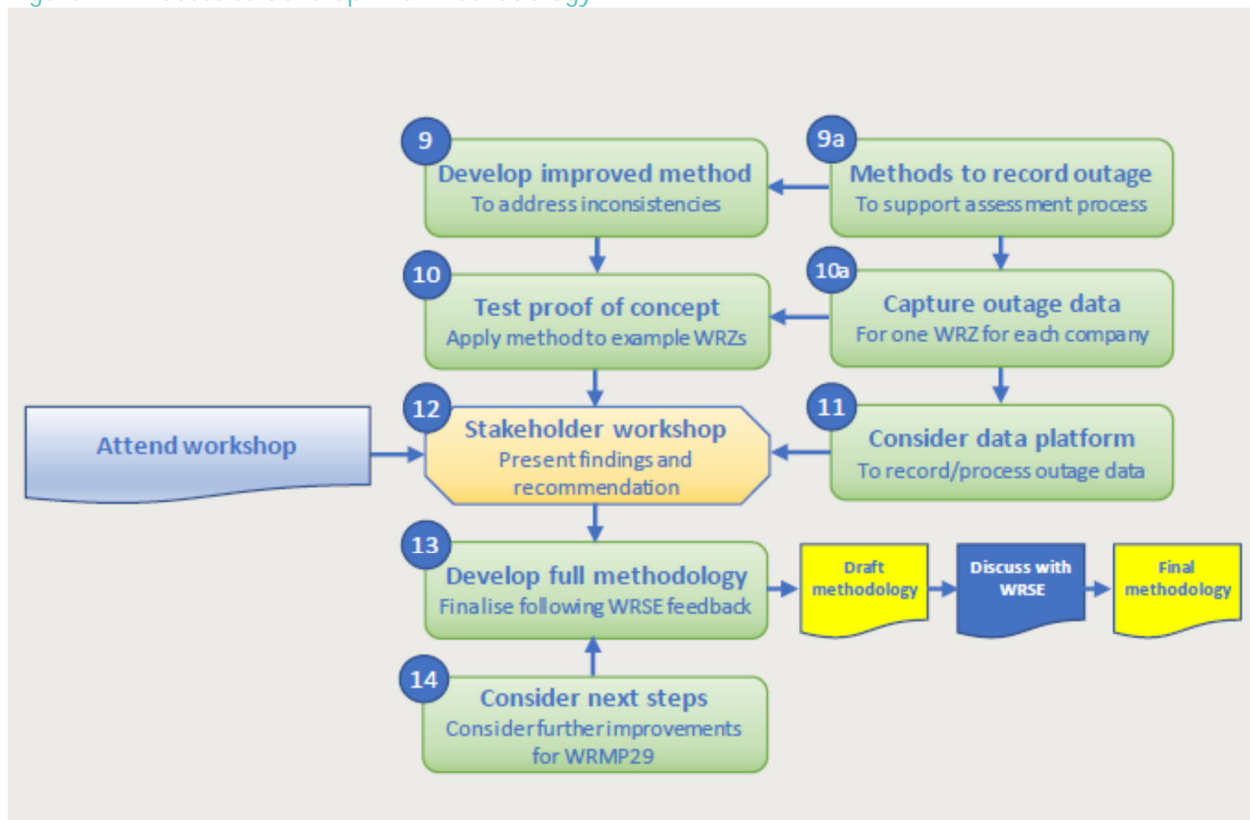 9
Develop improved method
To address inconsistencies
9a
Methods to record outage
To support assessment process
10
Test proof of concept
Apply method to example WRZs
10a
Capture outage data
For one WRZ for each company
Attend workshop
12
Stakeholder workshop
Present findings and
recommendation
11
Consider data platform
To record/process outage data
13
Develop full methodology
Finalise following WRSE feedback
Draft
methodology
Discuss with
WRSE
Final
methodology
14
Consider next steps
Consider further improvements
for WRMP29